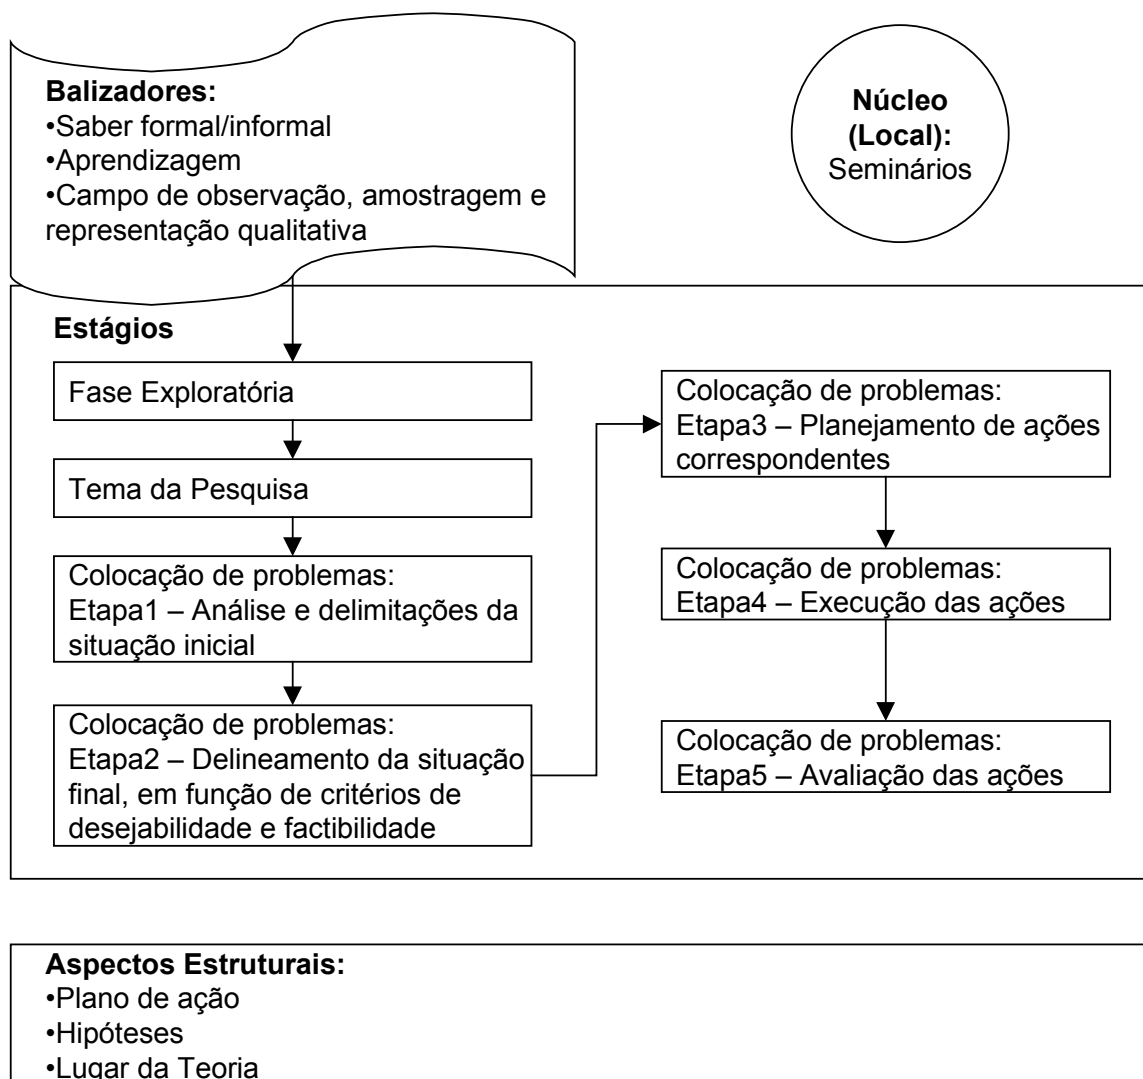 Balizadores:
•Saber formal/informal
•Aprendizagem
•Campo de observação, amostragem e
representação qualitativa
Núcleo
(Local):
Seminários
Estágios
Fase Exploratória
Tema da Pesquisa
Colocação de problemas:
Etapa1 – Análise e delimitações da
situação inicial
Colocação de problemas:
Etapa2 – Delineamento da situação
final, em função de critérios de
desejabilidade e factibilidade
Colocação de problemas:
Etapa3 – Planejamento de ações
correspondentes
Colocação de problemas:
Etapa4 – Execução das ações
Colocação de problemas:
Etapa5 – Avaliação das ações
Aspectos Estruturais:
•Plano de ação
•Hipóteses
•Lugar da Teoria